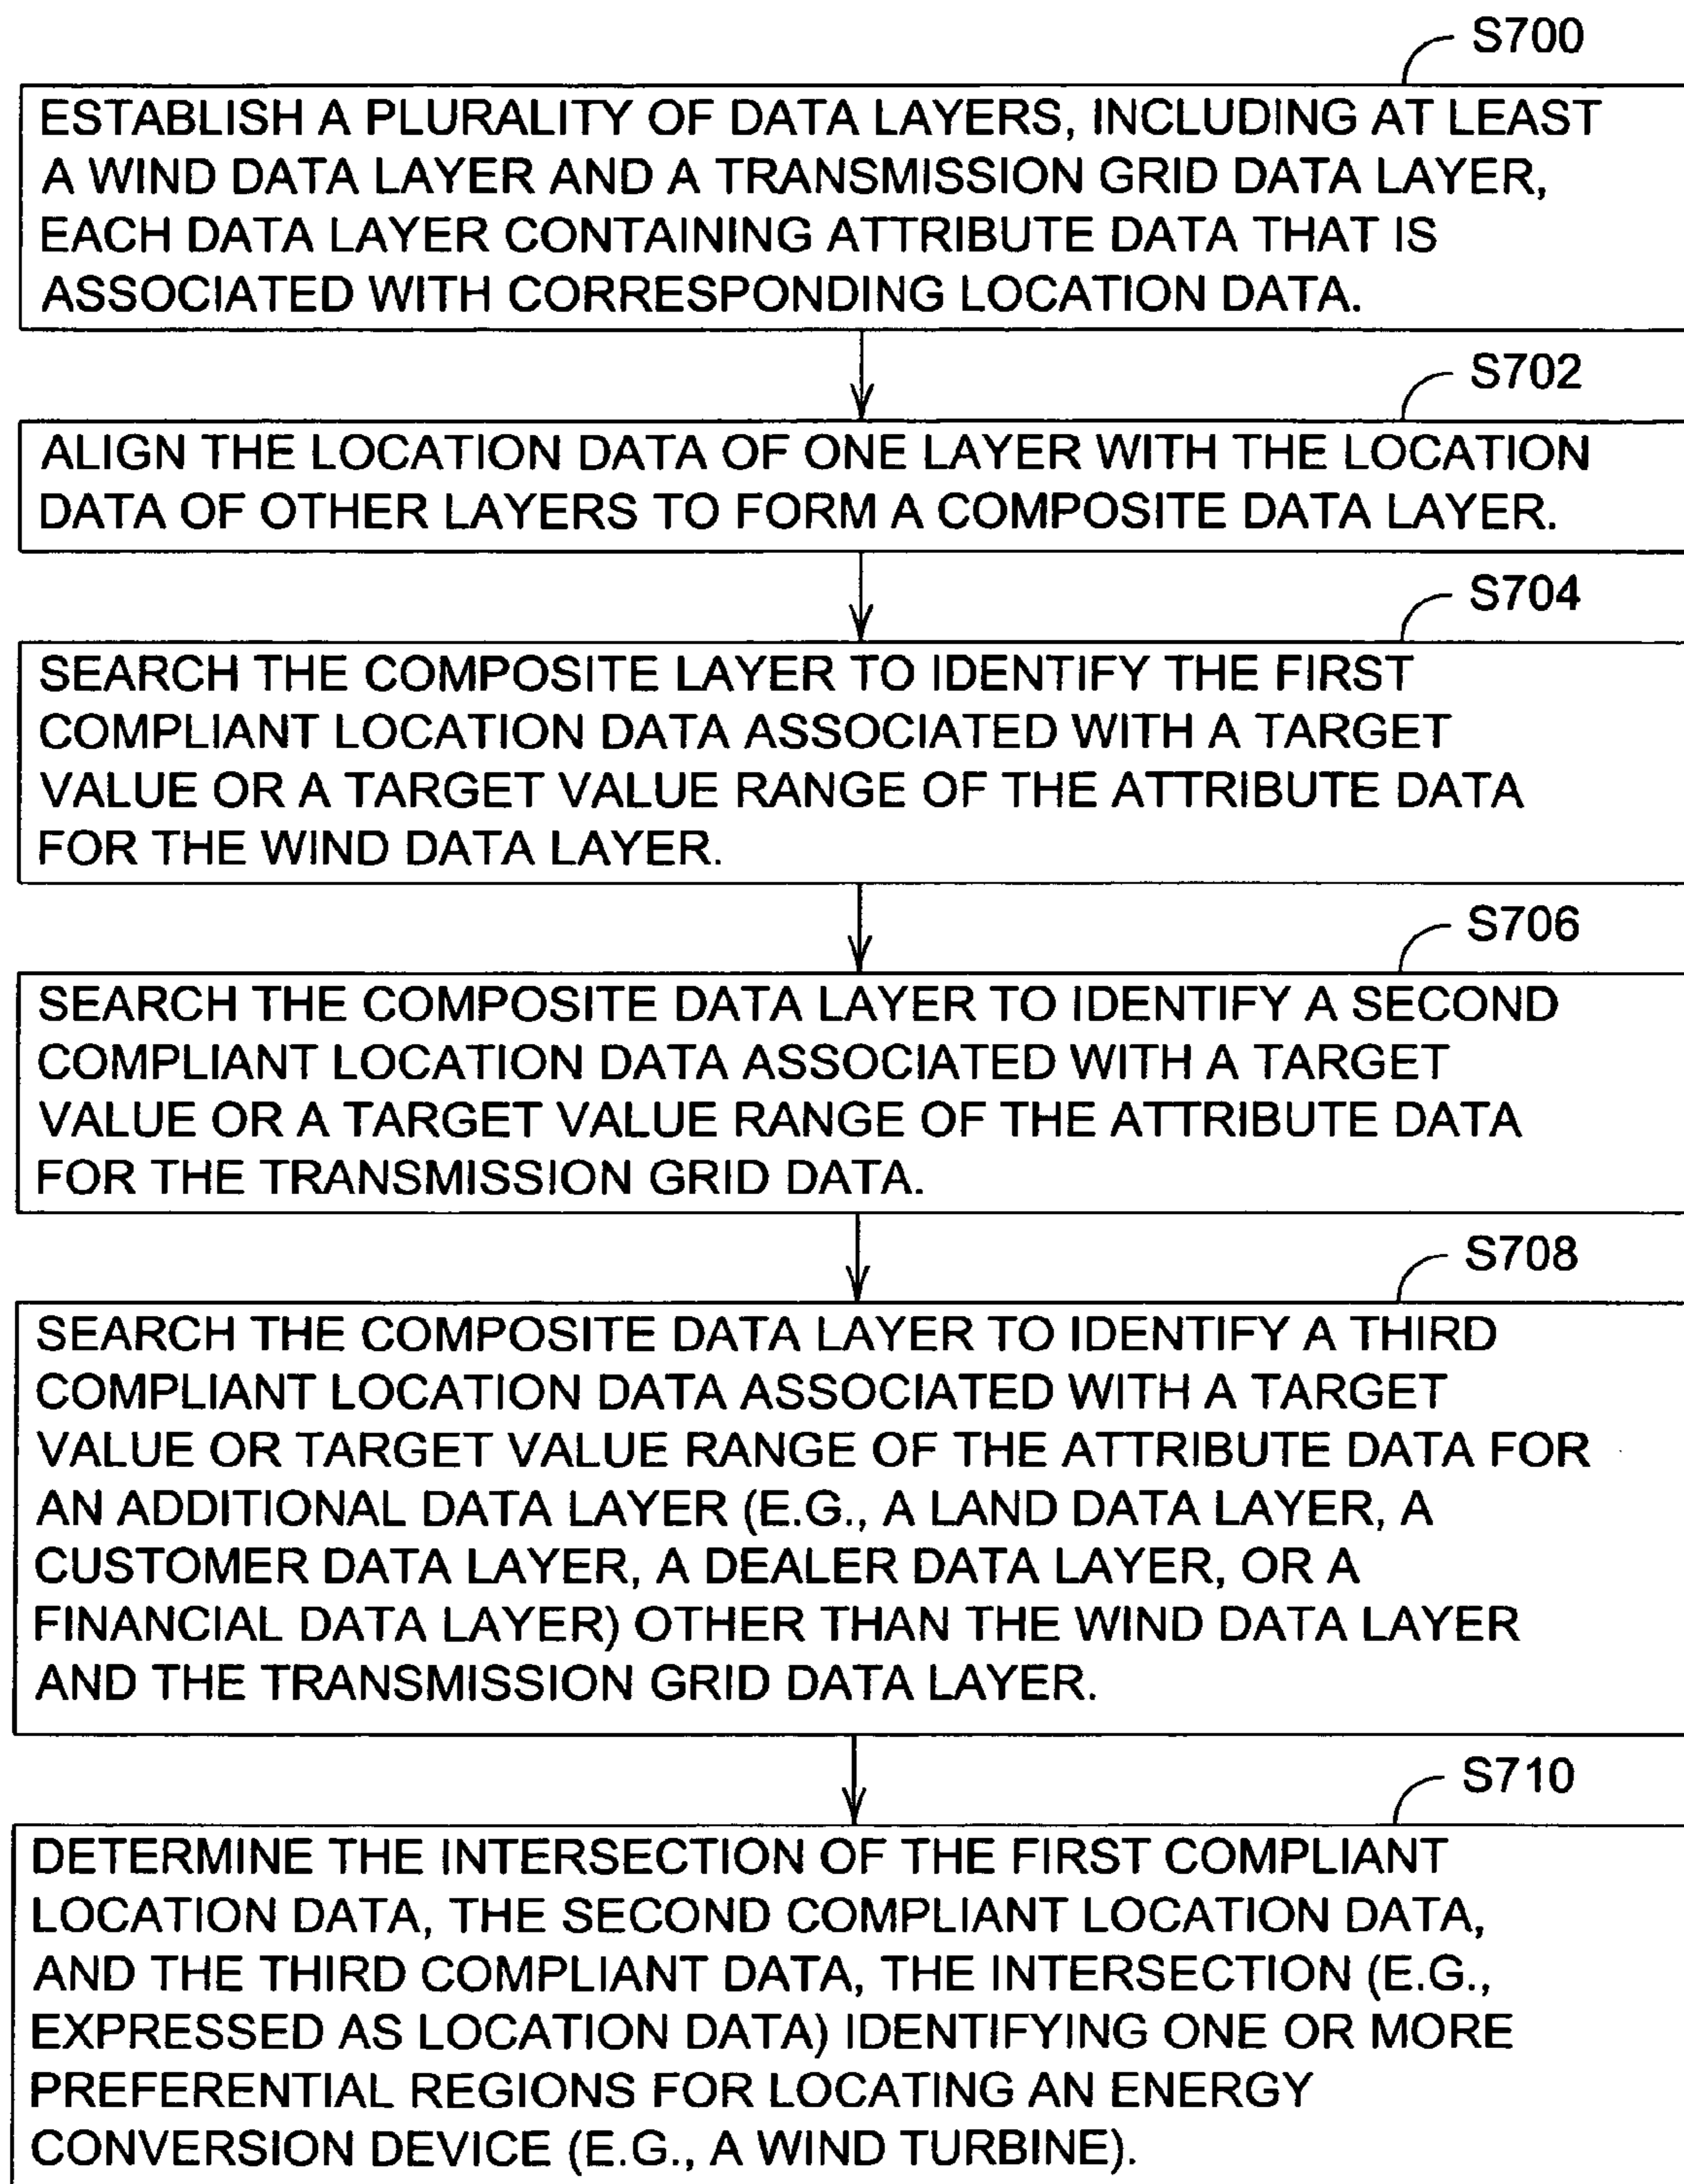 S700
ESTABLISH A PLURALITY OF DATA LAYERS, INCLUDING AT LEAST
A WIND DATA LAYER AND A TRANSMISSION GRID DATA LAYER,
EACH DATA LAYER CONTAINING ATTRIBUTE DATA THAT IS
ASSOCIATED WITH CORRESPONDING LOCATION DATA.
S702
ALIGN THE LOCATION DATA OF ONE LAYER WITH THE LOCATION
DATA OF OTHER LAYERS TO FORM A COMPOSITE DATA LAYER.
S704
SEARCH THE COMPOSITE LAYER TO IDENTIFY THE FIRST
COMPLIANT LOCATION DATA ASSOCIATED WITH A TARGET
VALUE OR A TARGET VALUE RANGE OF THE ATTRIBUTE DATA
FOR THE WIND DATA LAYER.
S706
SEARCH THE COMPOSITE DATA LAYER TO IDENTIFY A SECOND
COMPLIANT LOCATION DATA ASSOCIATED WITH A TARGET
VALUE OR A TARGET VALUE RANGE OF THE ATTRIBUTE DATA
FOR THE TRANSMISSION GRID DATA.
S708
SEARCH THE COMPOSITE DATA LAYER TO IDENTIFY A THIRD
COMPLIANT LOCATION DATA ASSOCIATED WITH A TARGET
VALUE OR TARGET VALUE RANGE OF THE ATTRIBUTE DATA FOR
AN ADDITIONAL DATA LAYER (E.G., A LAND DATA LAYER, A
CUSTOMER DATA LAYER, A DEALER DATA LAYER, OR A
FINANCIAL DATA LAYER) OTHER THAN THE WIND DATA LAYER
AND THE TRANSMISSION GRID DATA LAYER.
S710
DETERMINE THE INTERSECTION OF THE FIRST COMPLIANT
LOCATION DATA, THE SECOND COMPLIANT LOCATION DATA,
AND THE THIRD COMPLIANT DATA, THE INTERSECTION (E.G.,
EXPRESSED AS LOCATION DATA) IDENTIFYING ONE OR MORE
PREFERENTIAL REGIONS FOR LOCATING AN ENERGY
CONVERSION DEVICE (E.G., A WIND TURBINE).